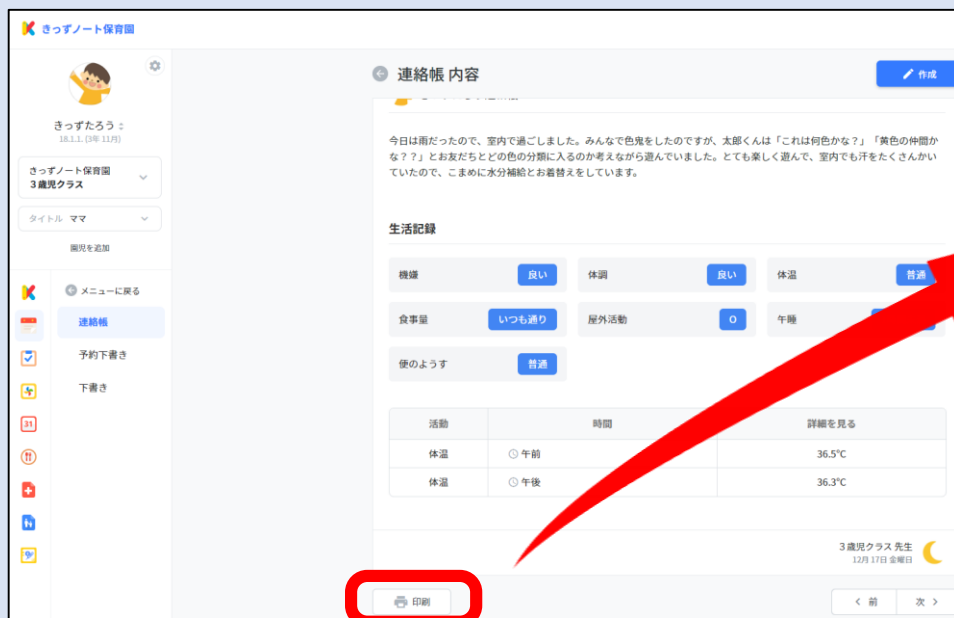 きっずノート保育園
連絡帳 内容
作成
きっずたろう
18.1.1. (3年 11月)
きっずノート保育園
3歳児クラス
タイトル ママ
園児を追加
メニューに戻る
連絡帳
予約下書き
下書き
31
今日は雨だったので、室内で過ごしました。みんなで色鬼をしたのですが、太郎くんは「これは何色かな？」「黄色の仲間か
な？？」とお友だちとどの色の分類に入るのか考えながら遊んでいました。とても楽しく遊んで、室内でも汗をたくさんかい
ていたので、こまめに水分補給とお着替えをしています。
生活記録
機嫌 良い 体調 良い 体温 普通
食事量 いつも通り 屋外活動 O 午睡
便のようす 普通
活動 時間 詳細を見る
体温 午前 36.5°C
体温 午後 36.3°C
3歳児クラス 先生
12月 17日 金曜日
印刷
< 前 次 >